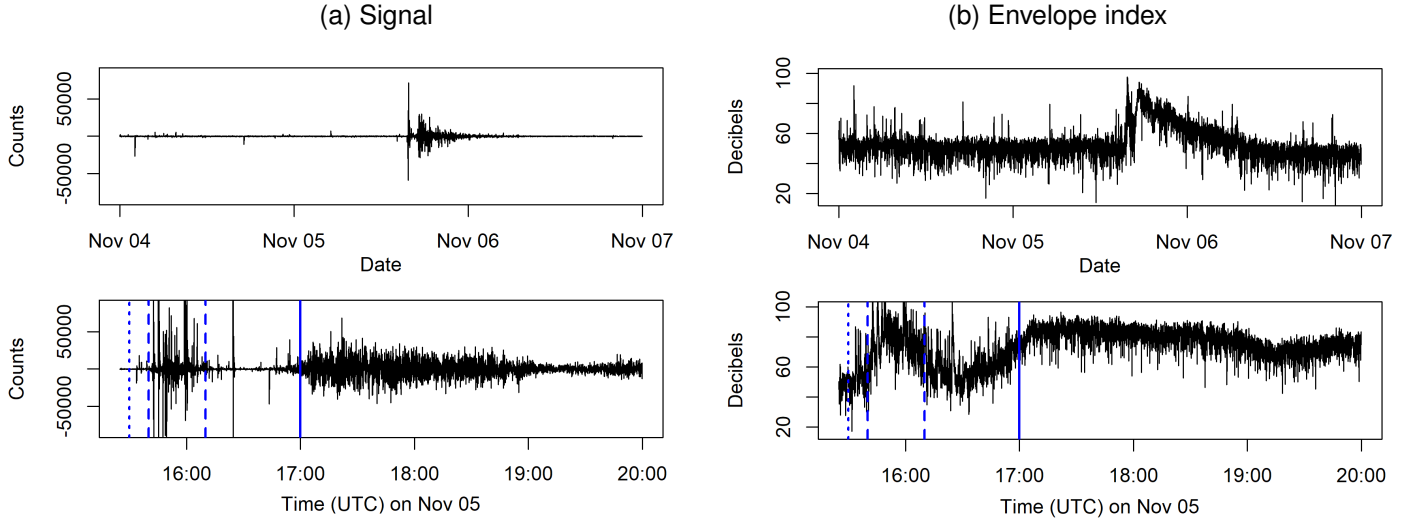 (a) Signal
(b) Envelope index
Counts
50000
-50000
Nov 04 Nov 05 Nov 06 Nov 07
Date
Decibels
100
60
20
Nov 04 Nov 05 Nov 06 Nov 07
Date
Counts
50000
-50000
16:00 17:00 18:00 19:00 20:00
Time (UTC) on Nov 05
Decibels
100
60
20
16:00 17:00 18:00 19:00 20:00
Time (UTC) on Nov 05